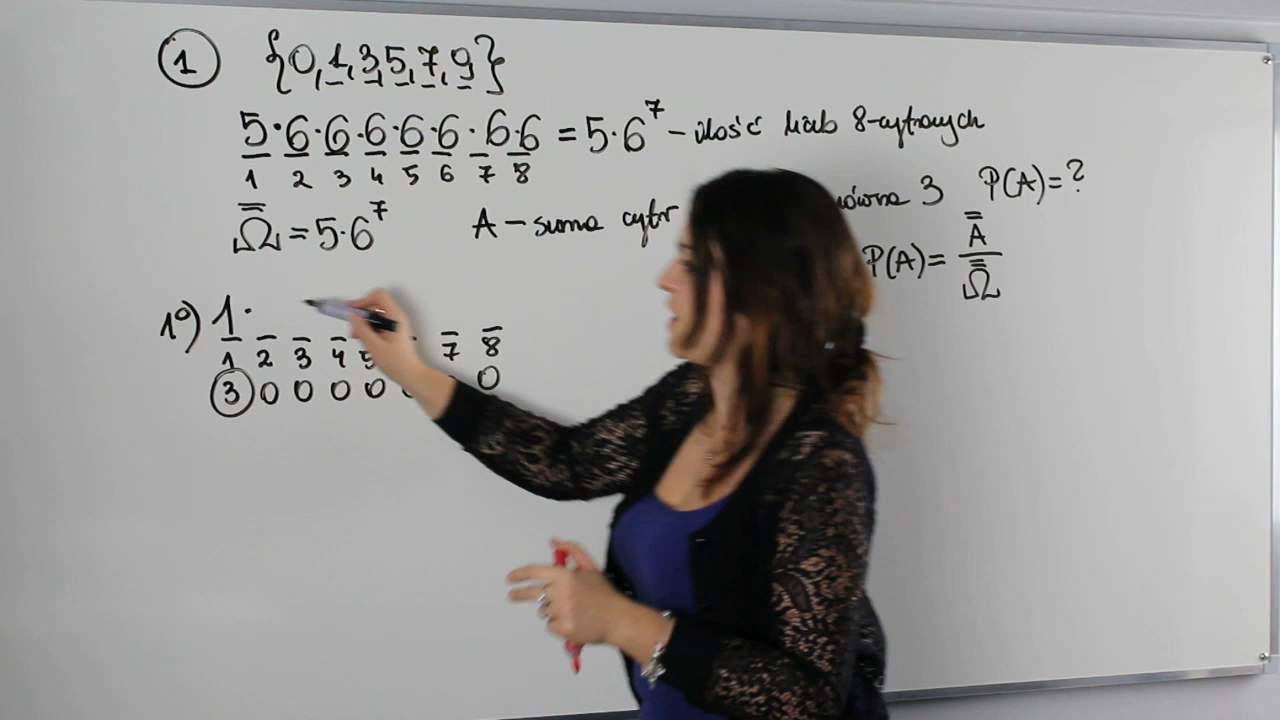 1 {0,1,3,5,7,9}
5·6·6·6·6·6·6·6 = 5·6⁷ – ilość liczb 8-cyfrowych
1 2 3 4 5 6 7 8
Ω̿ = 5·6⁷ A – suma cyfr równa 3 P(A)=?
P(A)= A̿ / Ω̿
1⁰) 1·
1 2 3 4 5 7 8
3 0 0 0 0 0